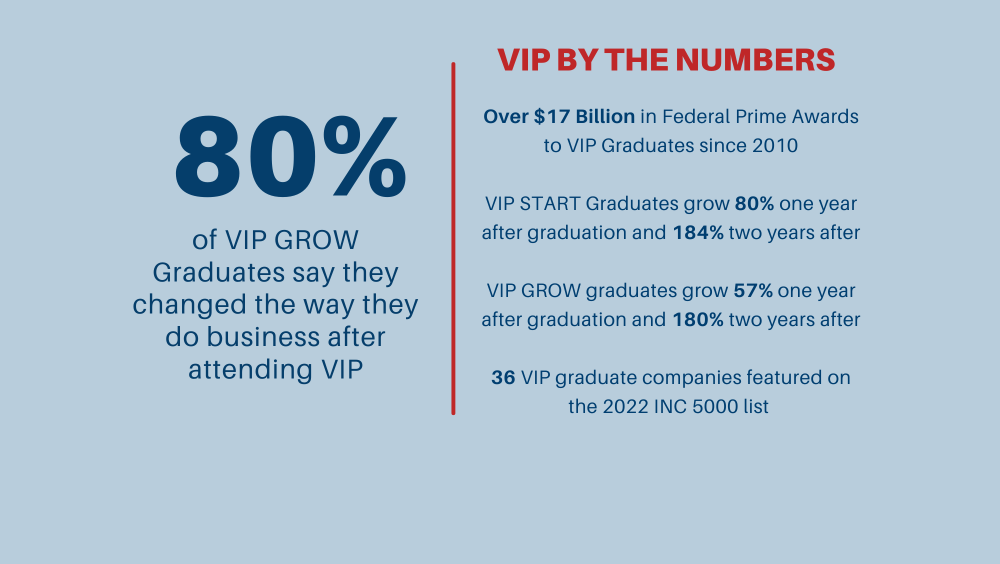 80%
of VIP GROW
Graduates say they
changed the way they
do business after
attending VIP
VIP BY THE NUMBERS
Over $17 Billion in Federal Prime Awards
to VIP Graduates since 2010
VIP START Graduates grow 80% one year
after graduation and 184% two years after
VIP GROW graduates grow 57% one year
after graduation and 180% two years after
36 VIP graduate companies featured on
the 2022 INC 5000 list